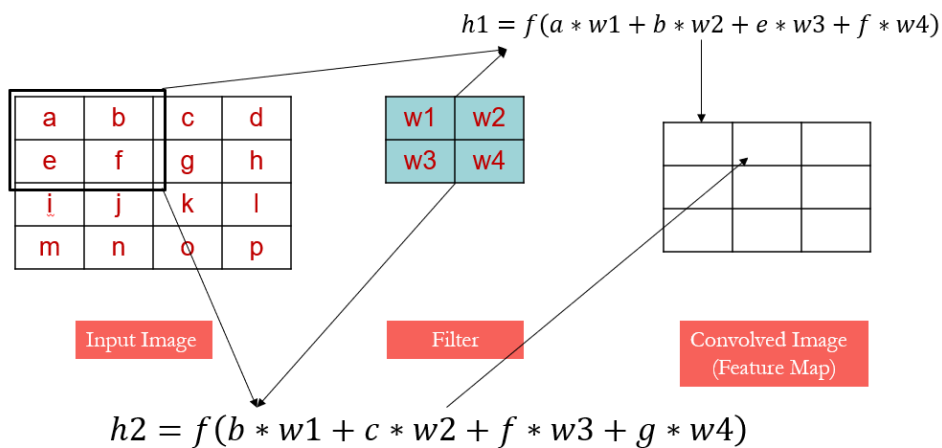 h1 = f(a ∗ w1 + b ∗ w2 + e ∗ w3 + f ∗ w4)
a b c d
e f g h
i j k l
m n o p
w1 w2
w3 w4
Input Image
Filter
Convolved Image
(Feature Map)
h2 = f(b ∗ w1 + c ∗ w2 + f ∗ w3 + g ∗ w4)